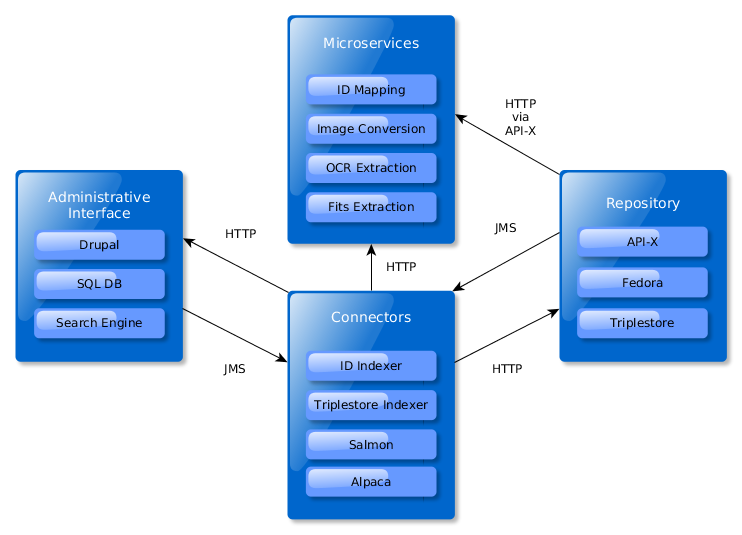 Microservices
ID Mapping
Image Conversion
OCR Extraction
Fits Extraction
HTTP
via
API-X
Administrative
Interface
Drupal
SQL DB
Search Engine
HTTP
JMS
HTTP
JMS
HTTP
Repository
API-X
Fedora
Triplestore
Connectors
ID Indexer
Triplestore Indexer
Salmon
Alpaca